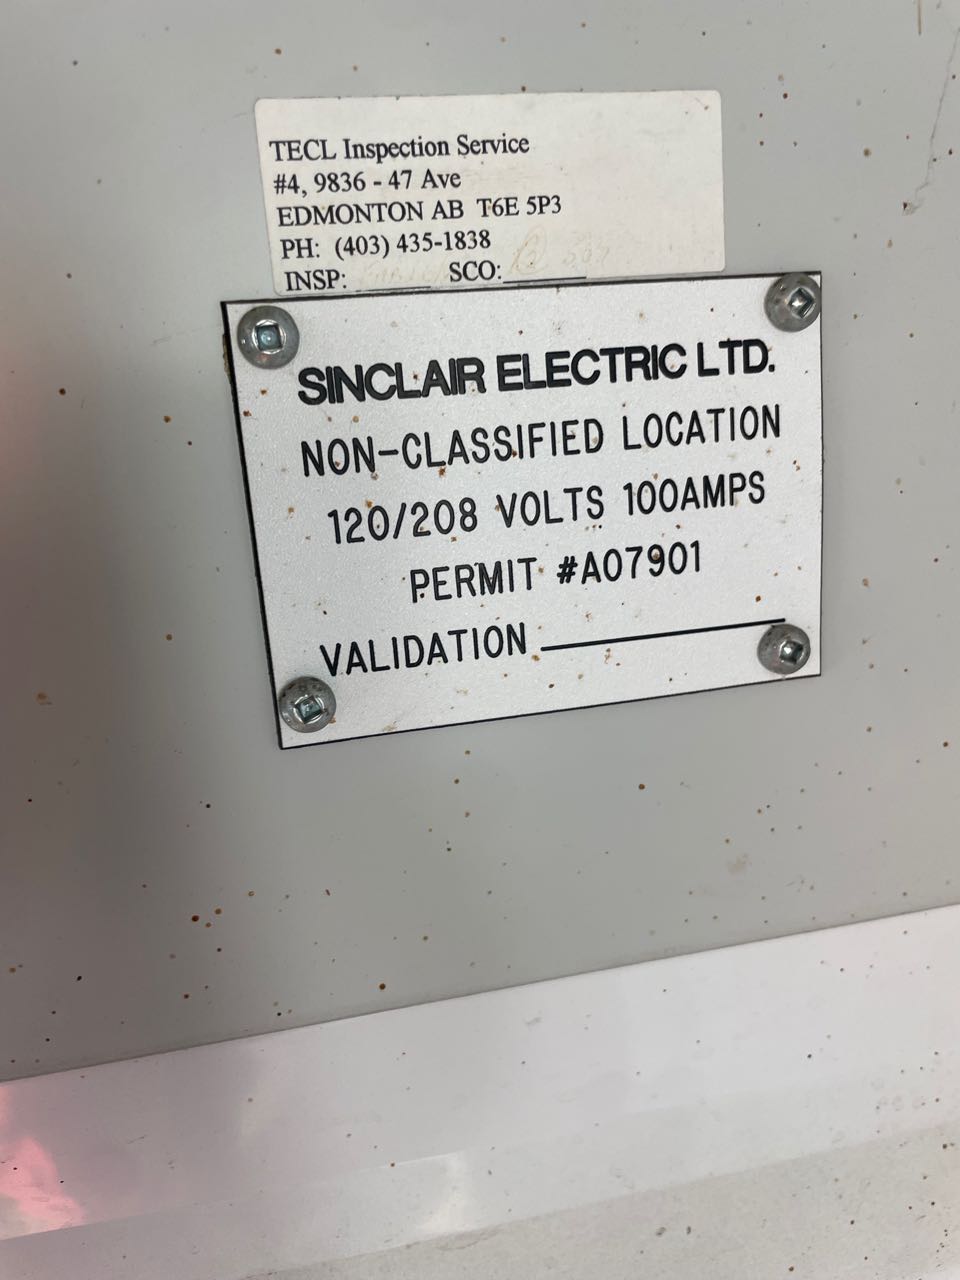 TECL Inspection Service
#4, 9836 - 47 Ave
EDMONTON AB T6E 5P3
PH: (403) 435-1838
INSP: SCO:
SINCLAIR ELECTRIC LTD.
NON-CLASSIFIED LOCATION
120/208 VOLTS 100AMPS
PERMIT #A07901
VALIDATION